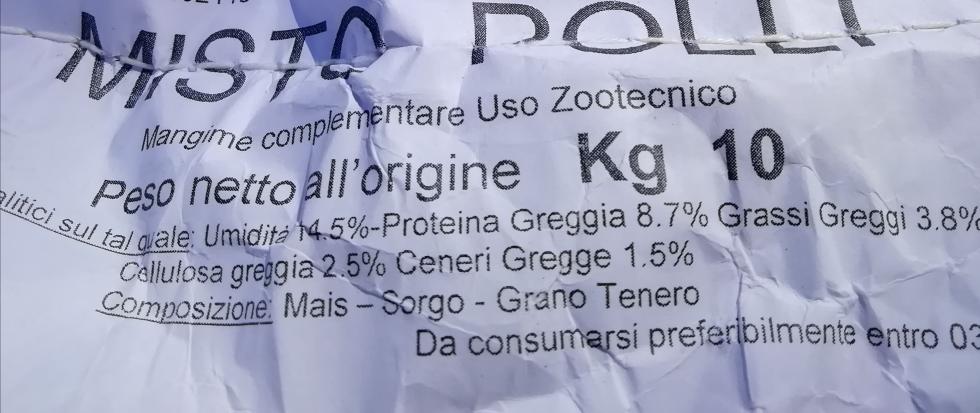 MISTO POLLI
Mangime complementare Uso Zootecnico
Peso netto all'origine Kg 10
alitici sul tal quale: Umiditá 14.5%-Proteina Greggia 8.7% Grassi Greggi 3.8%
Cellulosa greggia 2.5% Ceneri Gregge 1.5%
Composizione: Mais – Sorgo - Grano Tenero
Da consumarsi preferibilmente entro 03